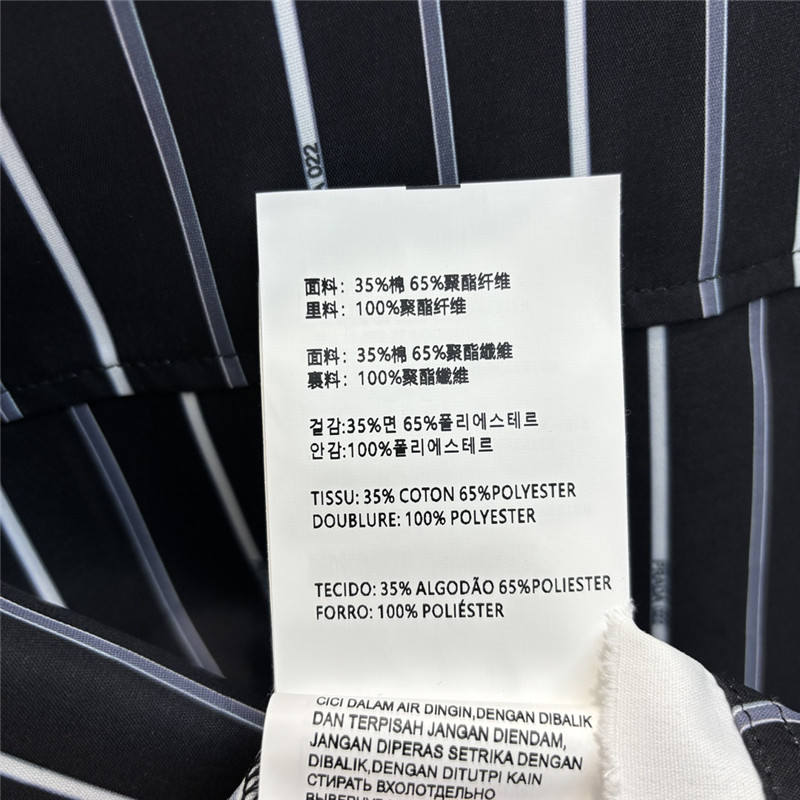 022
面料：35%棉 65%聚酯纤维
里料：100%聚酯纤维
面料：35%棉 65%聚酯纖維
裏料：100%聚酯纖維
겉감:35%면 65%폴리에스테르
안감:100%폴리에스테르
TISSU: 35% COTON 65%POLYESTER
DOUBLURE: 100% POLYESTER
TECIDO: 35% ALGODÃO 65%POLIESTER
FORRO: 100% POLIÉSTER
CICI DALAM AIR DINGIN,DENGAN DIBALIK
DAN TERPISAH JANGAN DIENDAM,
JANGAN DIPERAS SETRIKA DENGAN
DIBALIK,DENGAN DITUTPI KAIN
СТИРАТЬ ВХОЛОТДЕЛЬНО